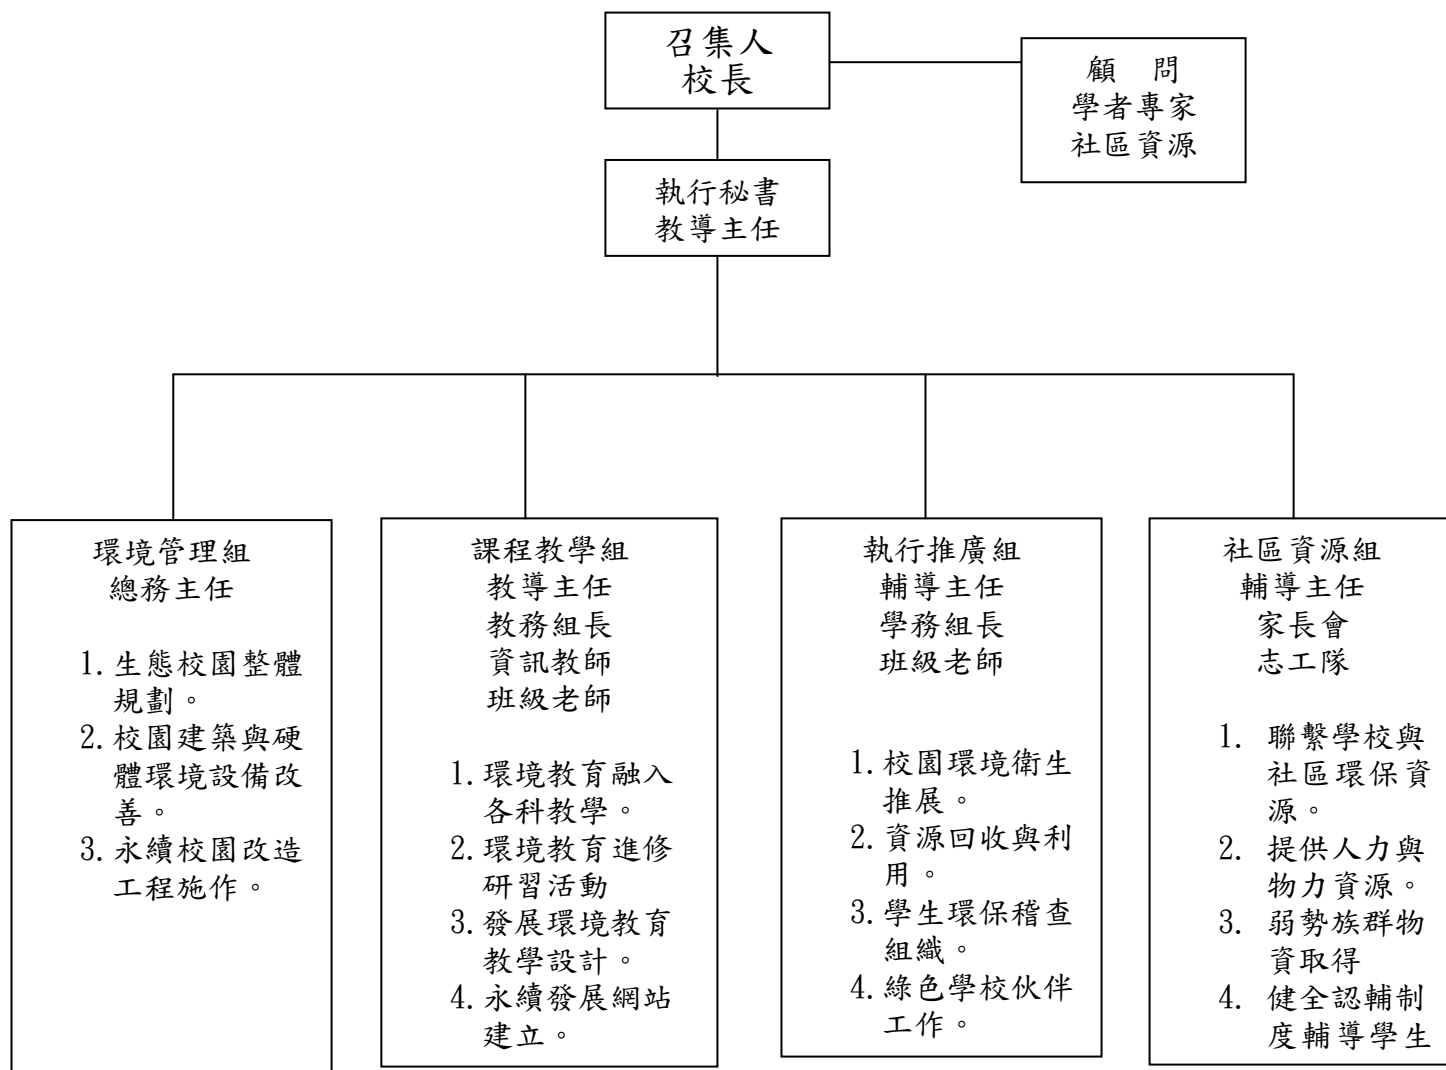 召集人
校長
顧　問
學者專家
社區資源
執行秘書
教導主任
環境管理組
總務主任
1.生態校園整體
規劃。
2.校園建築與硬
體環境設備改
善。
3.永續校園改造
工程施作。
課程教學組
教導主任
教務組長
資訊教師
班級老師
1.環境教育融入
各科教學。
2.環境教育進修
研習活動
3.發展環境教育
教學設計。
4.永續發展網站
建立。
執行推廣組
輔導主任
學務組長
班級老師
1.校園環境衛生
推展。
2.資源回收與利
用。
3.學生環保稽查
組織。
4.綠色學校伙伴
工作。
社區資源組
輔導主任
家長會
志工隊
1. 聯繫學校與
社區環保資
源。
2. 提供人力與
物力資源。
3. 弱勢族群物
資取得
4. 健全認輔制
度輔導學生